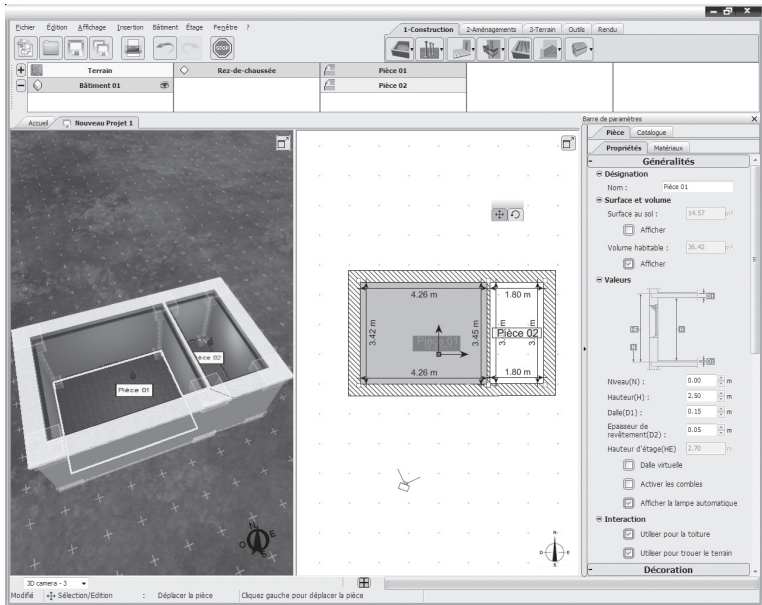 Fichier Édition Affichage Insertion Bâtiment Étage Fenêtre ?
1-Construction 2-Aménagements 3-Terrain Outils Rendu
STOP
Terrain
Rez-de-chaussée
Pièce 01
Bâtiment 01
Pièce 02
Accueil
Nouveau Projet 1
Pièce 01
Pièce 02
N
E
S
O
4.26 m
1.80 m
3.42 m
3.45 m
Pièce 01
Pièce 02
4.26 m
1.80 m
N
E
S
O
Barre de paramètres
Pièce Catalogue
Propriétés Matériaux
Généralités
Désignation
Nom : Pièce 01
Surface et volume
Surface au sol : 14.57 m²
Afficher
Volume habitable : 36.42 m³
Afficher
Valeurs
Niveau(N) : 0.00 m
Hauteur(H) : 2.50 m
Dalle(D1) : 0.15 m
Epaisseur de
revêtement(D2) : 0.05 m
Hauteur d'étage(HE) 2.70 m
Dalle virtuelle
Activer les combles
Afficher la lampe automatique
Interaction
Utiliser pour la toiture
Utiliser pour trouer le terrain
Décoration
3D camera - 3
Modifié Sélection/Edition : Déplacer la pièce Cliquez gauche pour déplacer la pièce